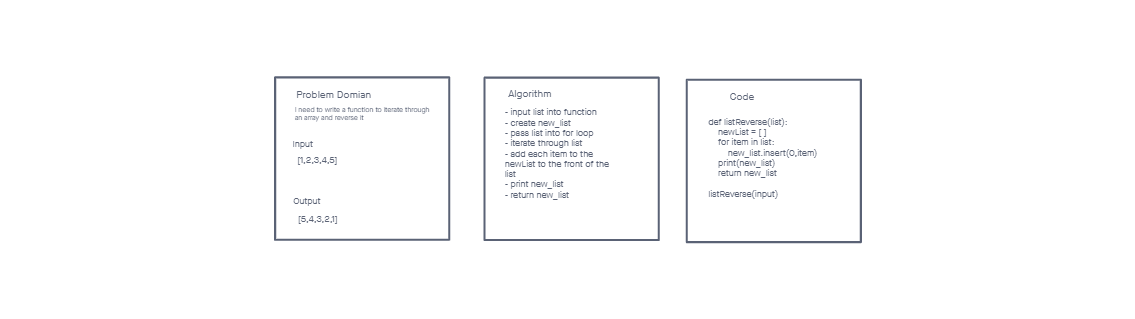 Problem Domian
I need to write a function to iterate through
an array and reverse it
Input
[1,2,3,4,5]
Output
[5,4,3,2,1]
Algorithm
- input list into function
- create new_list
- pass list into for loop
- iterate through list
- add each item to the
newList to the front of the
list
- print new_list
- return new_list
Code
def listReverse(list):
newList = [ ]
for item in list:
new_list.insert(0,item)
print(new_list)
return new_list
listReverse(input)